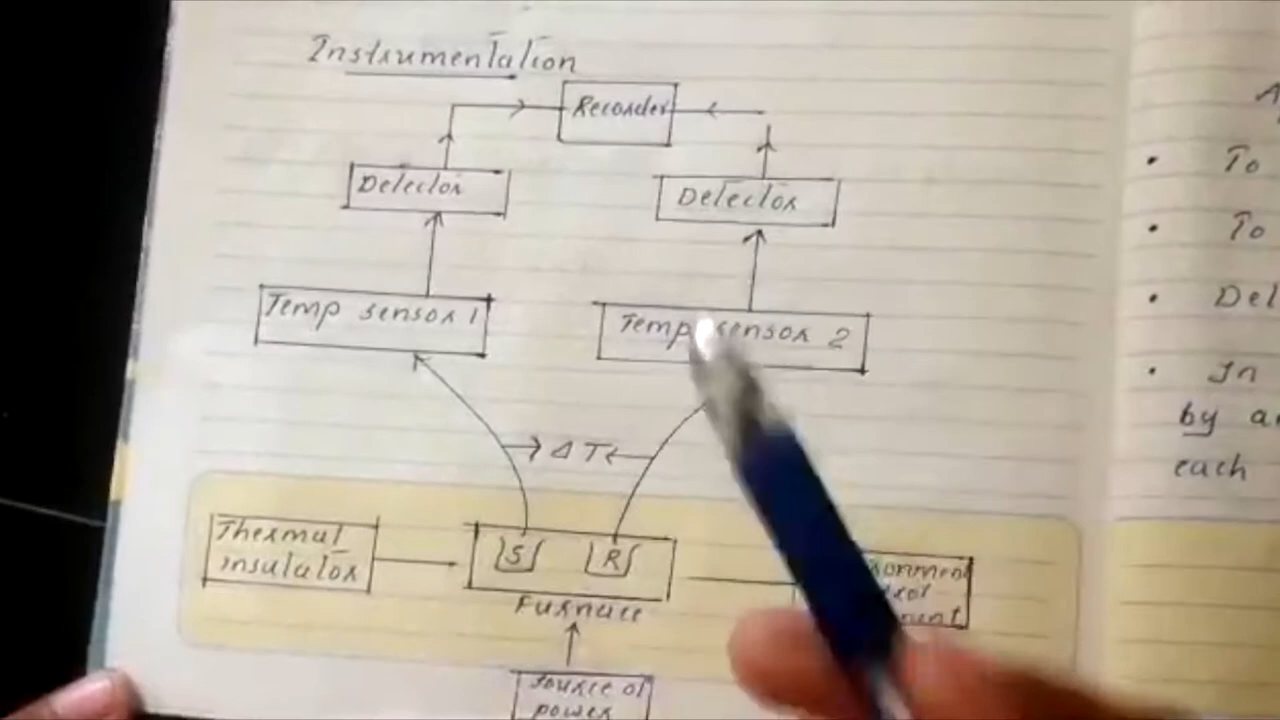 Instrumentation
Recorder
Detector
Detector
Temp sensor 1
Temp sensor 2
Δ T
Thermal
insulator
S
R
Furnace
Source of
power
To
To
Del
In
by
each